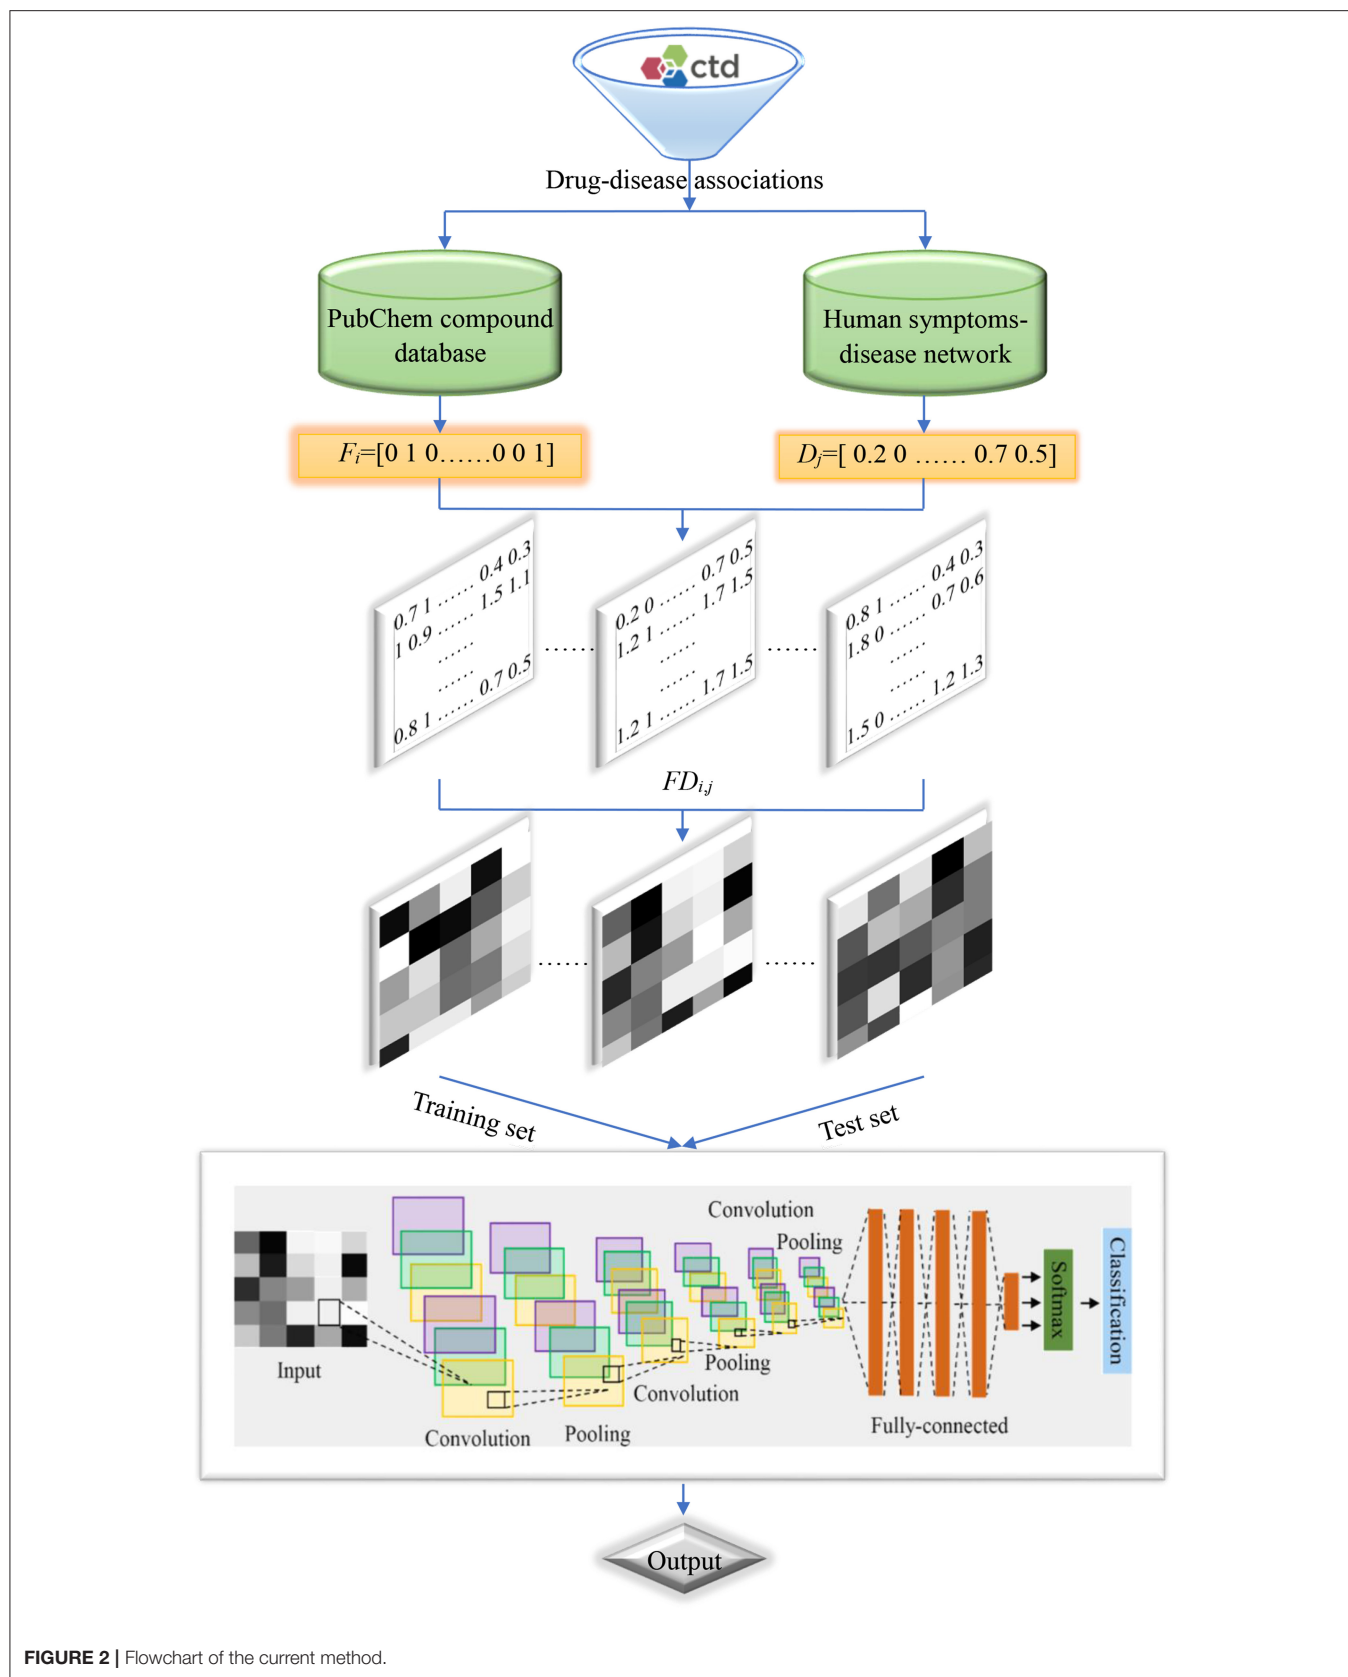 ctd
Drug-disease associations
PubChem compound
database
Human symptoms-
disease network
Fi=[0 1 0……0 0 1]
Dj=[ 0.2 0 …… 0.7 0.5]
0.7 1 …… 0.4 0.3
1 0.9 …… 1.5 1.1
……
……
0.8 1 …… 0.7 0.5
……
0.2 0 …… 0.7 0.5
1.2 1 …… 1.7 1.5
……
……
1.2 1 …… 1.7 1.5
……
0.8 1 …… 0.4 0.3
1.8 0 …… 0.7 0.6
……
……
1.5 0 …… 1.2 1.3
FDi,j
……
……
Training set
Test set
Input
Convolution
Pooling
Convolution
Pooling
Convolution
Pooling
Fully-connected
Softmax
Classification
Output
FIGURE 2 | Flowchart of the current method.